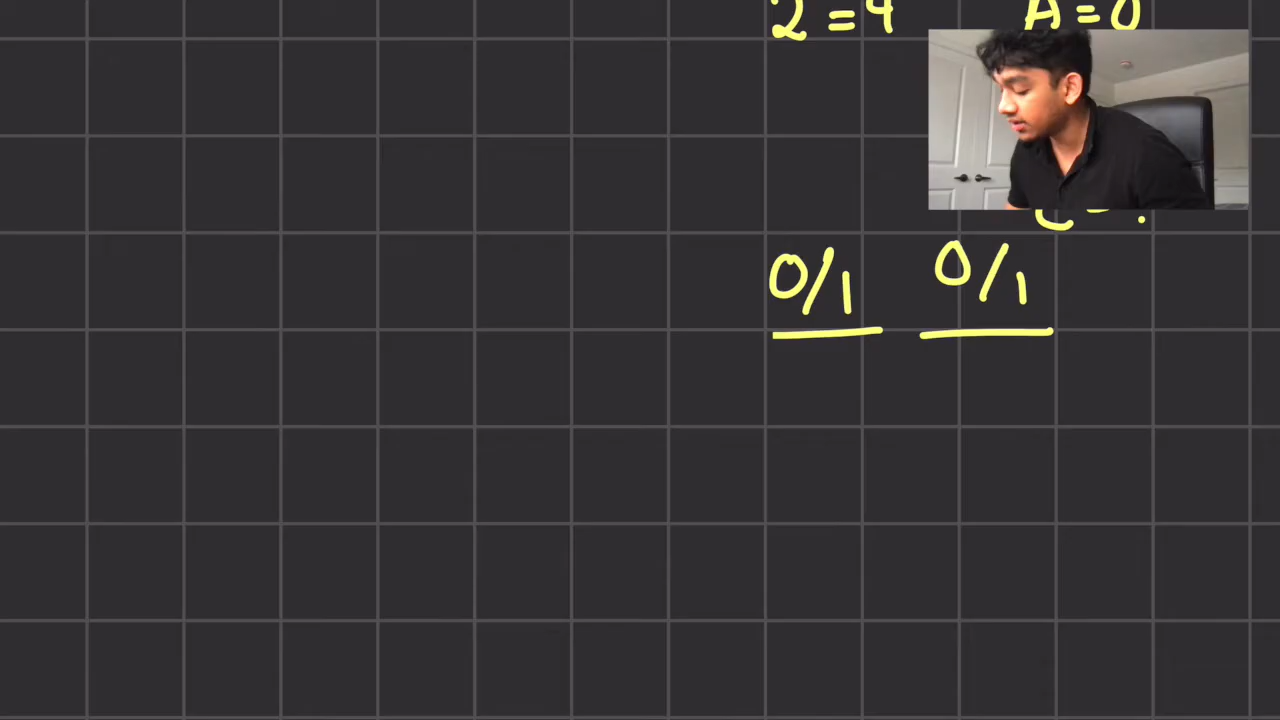 2 = 4 A = 0
C = ?
0/1 0/1